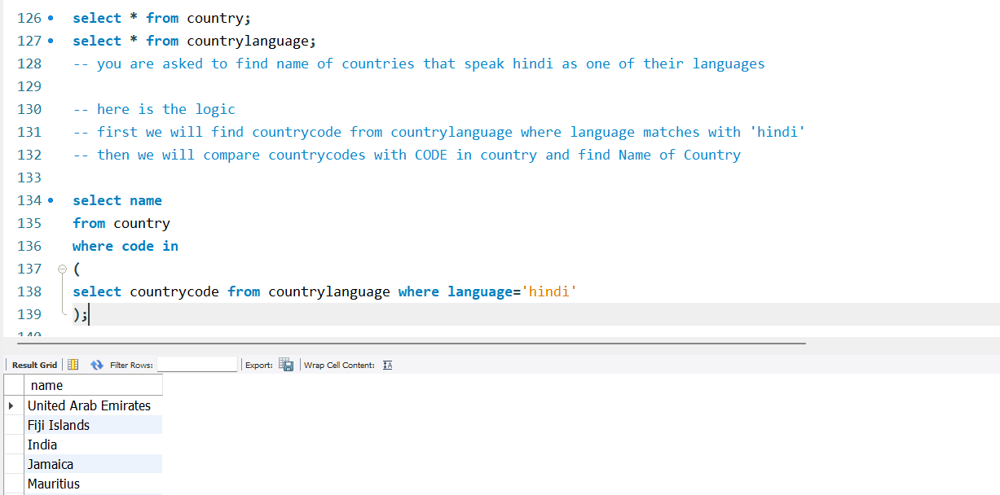 126 select * from country;
127 select * from countrylanguage;
128 -- you are asked to find name of countries that speak hindi as one of their languages
129
130 -- here is the logic
131 -- first we will find countrycode from countrylanguage where language matches with 'hindi'
132 -- then we will compare countrycodes with CODE in country and find Name of Country
133
134 select name
135 from country
136 where code in
137 (
138 select countrycode from countrylanguage where language='hindi'
139 );
140
Result Grid Filter Rows: Export: Wrap Cell Content: IA
name
United Arab Emirates
Fiji Islands
India
Jamaica
Mauritius